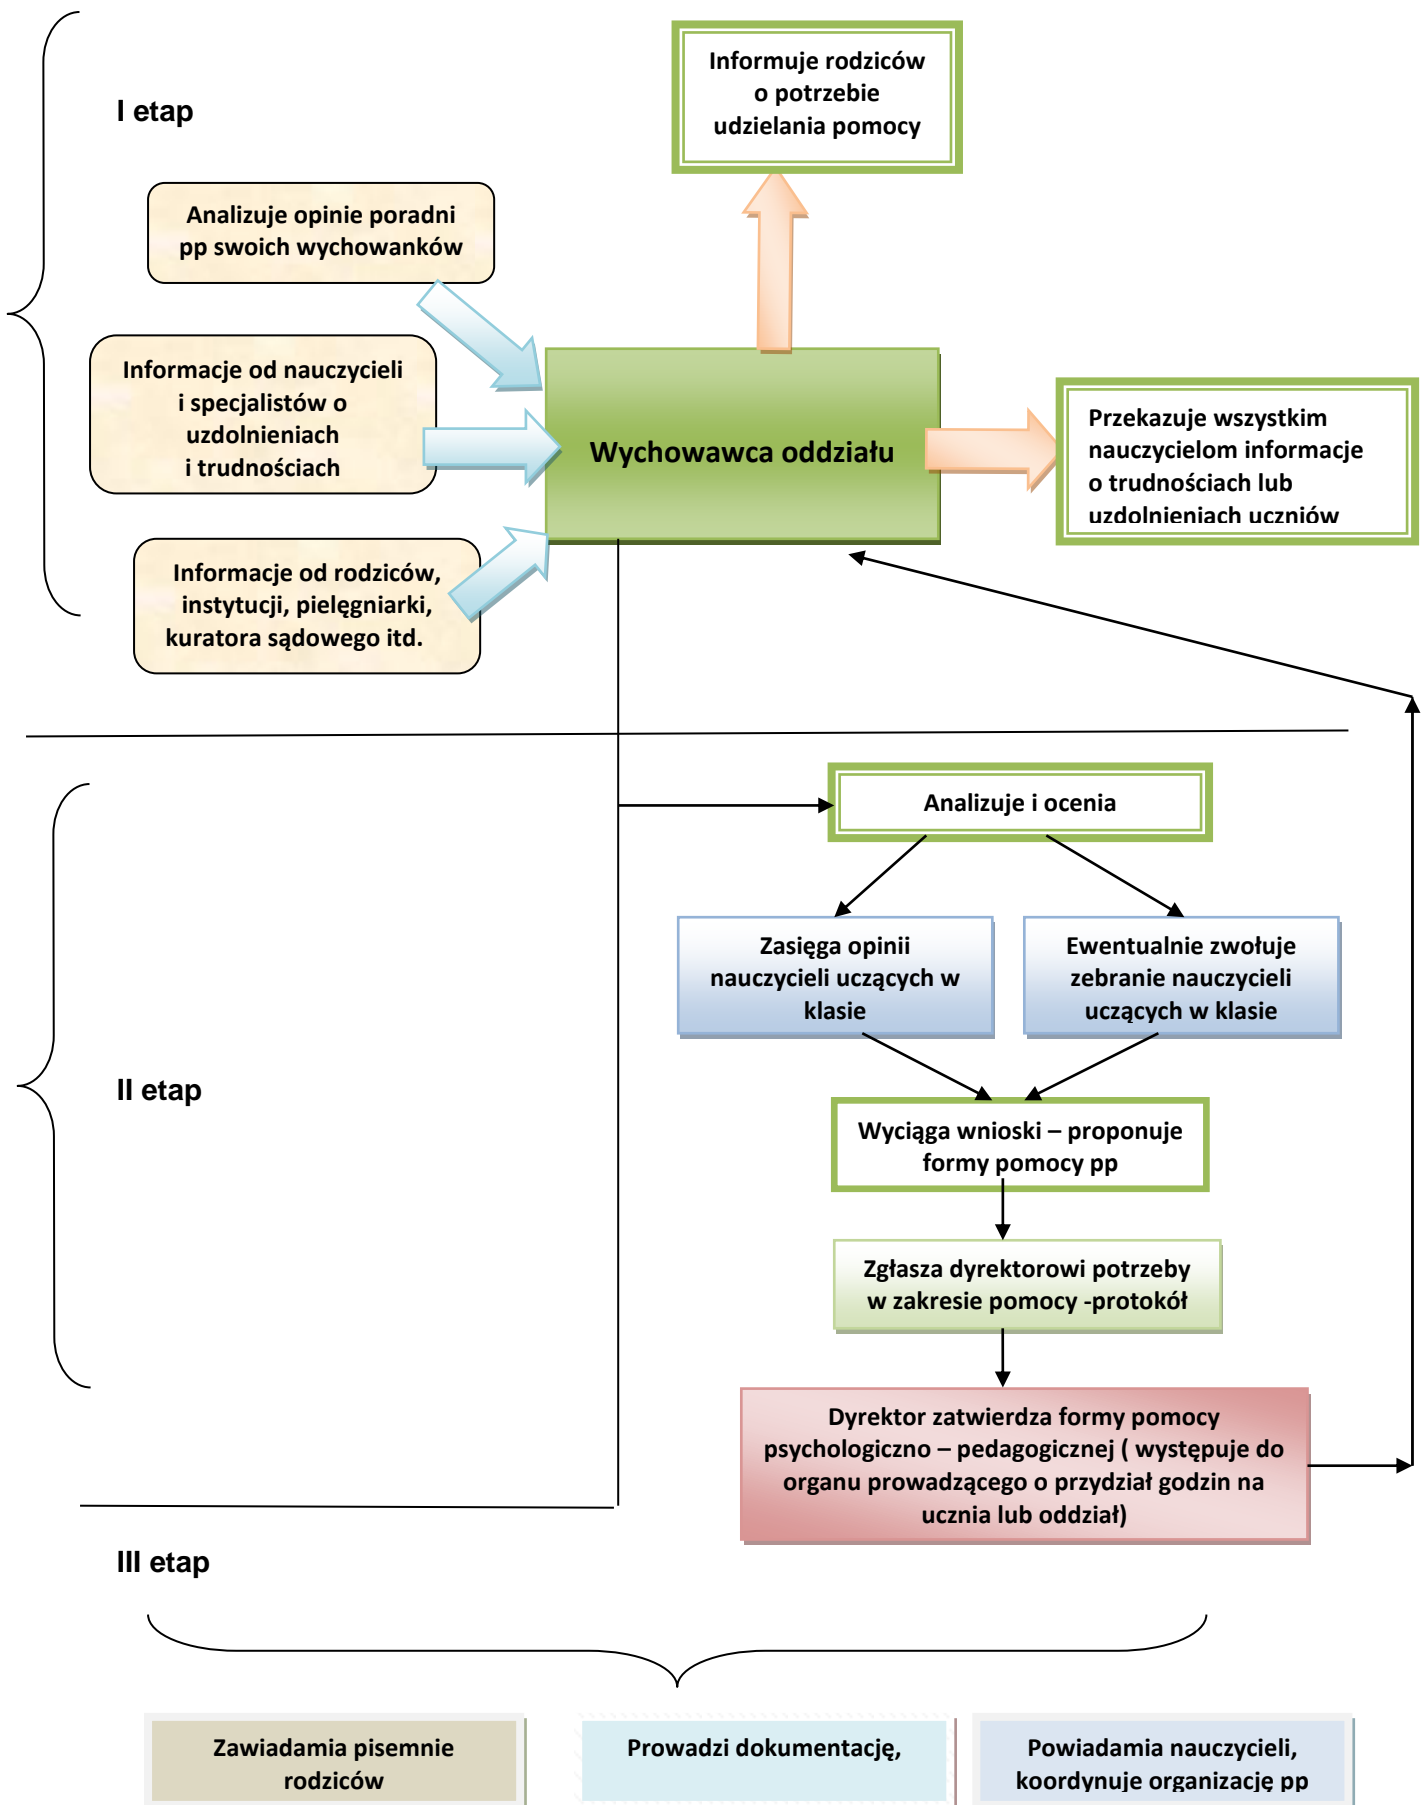 Informuje rodziców
o potrzebie
udzielania pomocy
I etap
Analizuje opinie poradni
pp swoich wychowanków
Informacje od nauczycieli
i specjalistów o
uzdolnieniach
i trudnościach
Wychowawca oddziału
Przekazuje wszystkim
nauczycielom informacje
o trudnościach lub
uzdolnieniach uczniów
Informacje od rodziców,
instytucji, pielęgniarki,
kuratora sądowego itd.
Analizuje i ocenia
Zasięga opinii
nauczycieli uczących w
klasie
Ewentualnie zwołuje
zebranie nauczycieli
uczących w klasie
II etap
Wyciąga wnioski – proponuje
formy pomocy pp
Zgłasza dyrektorowi potrzeby
w zakresie pomocy -protokół
Dyrektor zatwierdza formy pomocy
psychologiczno – pedagogicznej ( występuje do
organu prowadzącego o przydział godzin na
ucznia lub oddział)
III etap
Zawiadamia pisemnie
rodziców
Prowadzi dokumentację,
Powiadamia nauczycieli,
koordynuje organizację pp